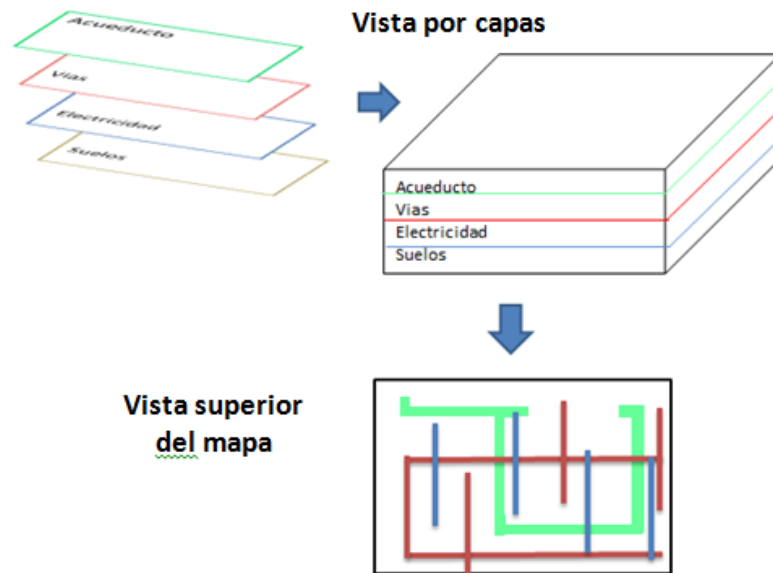 Vista por capas
Acueducto
Vias
Electricidad
Suelos
Acueducto
Vias
Electricidad
Suelos
Vista superior
del mapa